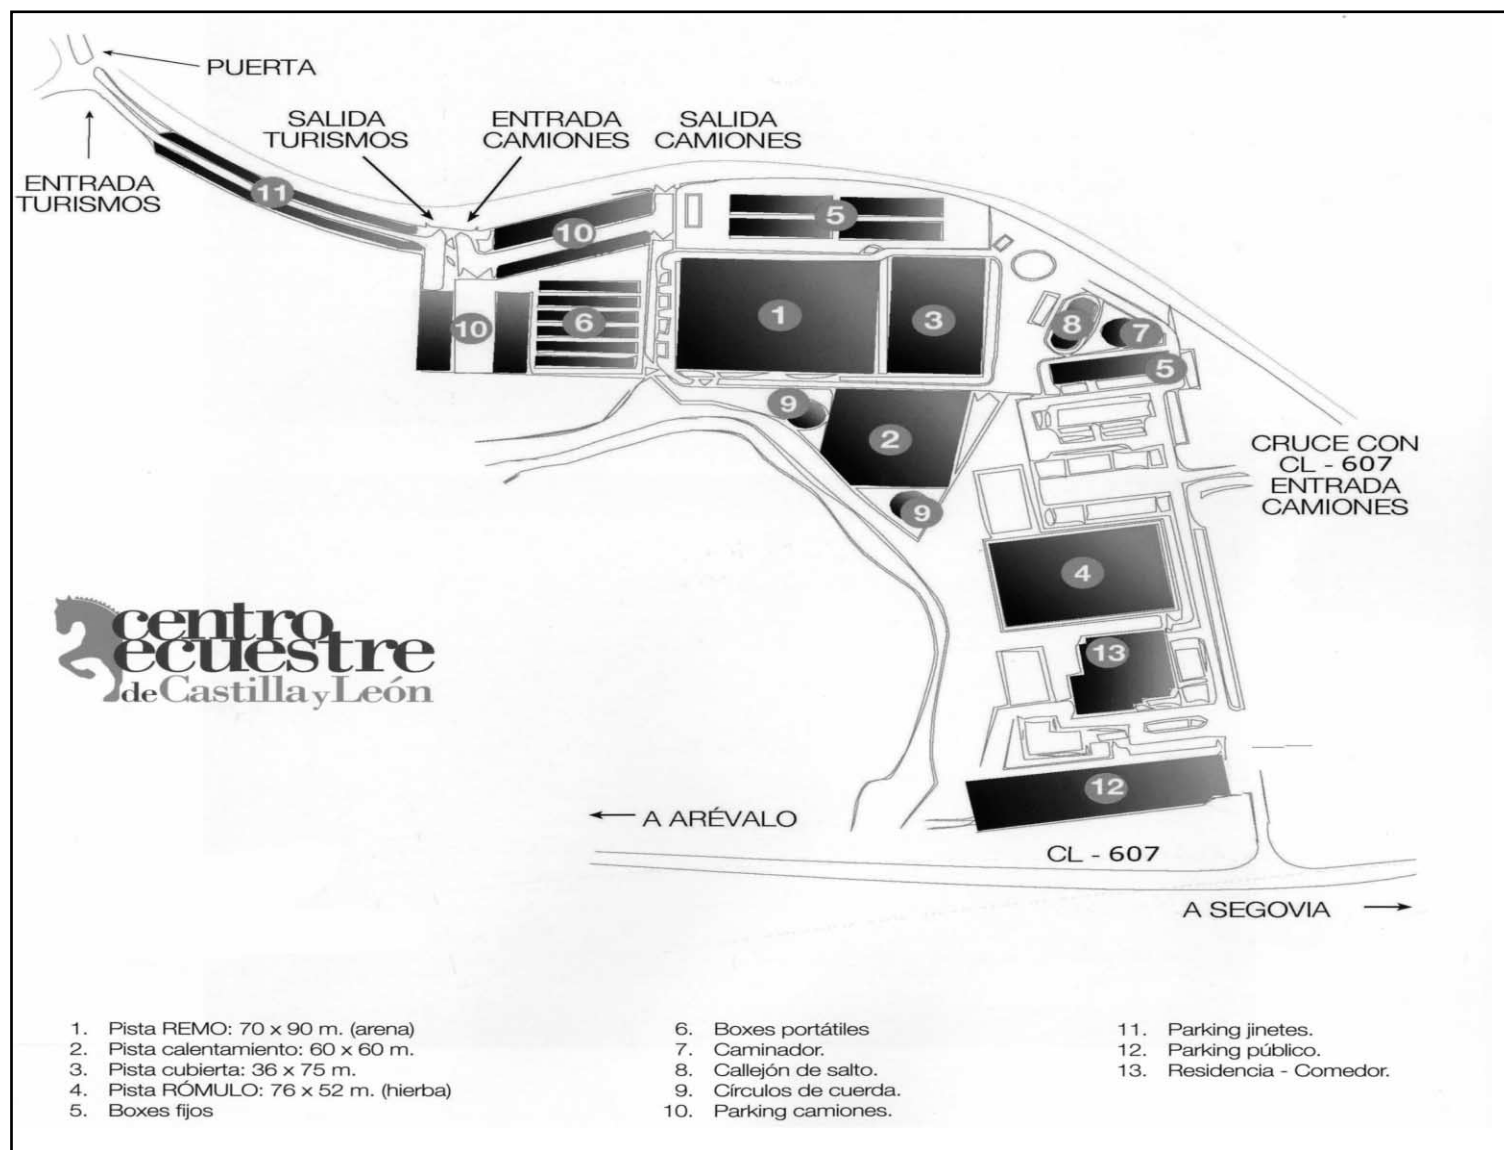 PUERTA
SALIDA
TURISMOS
ENTRADA
CAMIONES
SALIDA
CAMIONES
ENTRADA
TURISMOS
11
10
5
10
6
1
3
8
7
5
9
2
9
CRUCE CON
CL - 607
ENTRADA
CAMIONES
4
13
centro
ecuestre
de Castilla y León
12
A ARÉVALO
CL - 607
A SEGOVIA
1. Pista REMO: 70 x 90 m. (arena)
2. Pista calentamiento: 60 x 60 m.
3. Pista cubierta: 36 x 75 m.
4. Pista RÓMULO: 76 x 52 m. (hierba)
5. Boxes fijos
6. Boxes portátiles
7. Caminador.
8. Callejón de salto.
9. Círculos de cuerda.
10. Parking camiones.
11. Parking jinetes.
12. Parking público.
13. Residencia - Comedor.